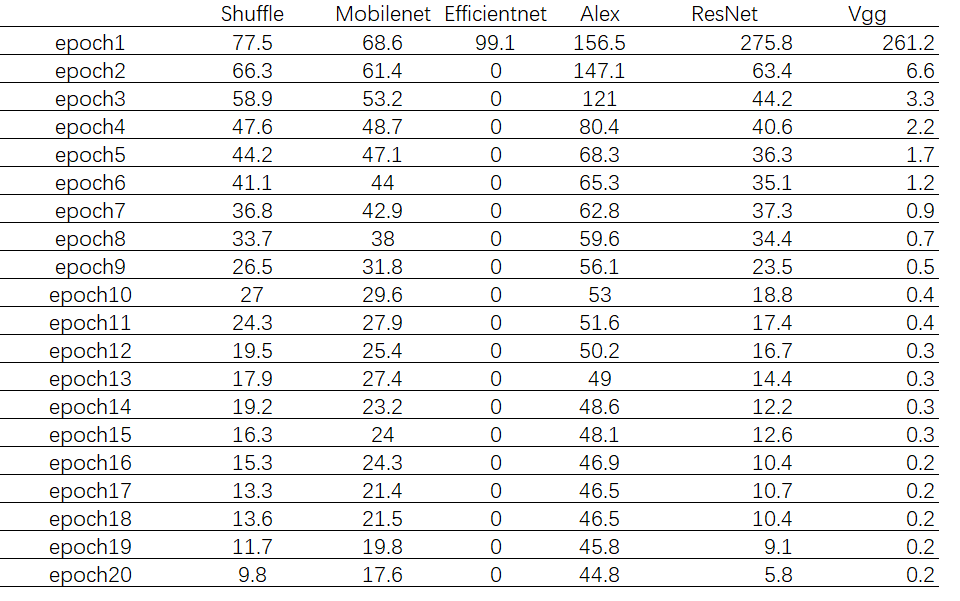 Shuffle Mobilenet Efficientnet Alex ResNet Vgg
epoch1 77.5 68.6 99.1 156.5 275.8 261.2
epoch2 66.3 61.4 0 147.1 63.4 6.6
epoch3 58.9 53.2 0 121 44.2 3.3
epoch4 47.6 48.7 0 80.4 40.6 2.2
epoch5 44.2 47.1 0 68.3 36.3 1.7
epoch6 41.1 44 0 65.3 35.1 1.2
epoch7 36.8 42.9 0 62.8 37.3 0.9
epoch8 33.7 38 0 59.6 34.4 0.7
epoch9 26.5 31.8 0 56.1 23.5 0.5
epoch10 27 29.6 0 53 18.8 0.4
epoch11 24.3 27.9 0 51.6 17.4 0.4
epoch12 19.5 25.4 0 50.2 16.7 0.3
epoch13 17.9 27.4 0 49 14.4 0.3
epoch14 19.2 23.2 0 48.6 12.2 0.3
epoch15 16.3 24 0 48.1 12.6 0.3
epoch16 15.3 24.3 0 46.9 10.4 0.2
epoch17 13.3 21.4 0 46.5 10.7 0.2
epoch18 13.6 21.5 0 46.5 10.4 0.2
epoch19 11.7 19.8 0 45.8 9.1 0.2
epoch20 9.8 17.6 0 44.8 5.8 0.2